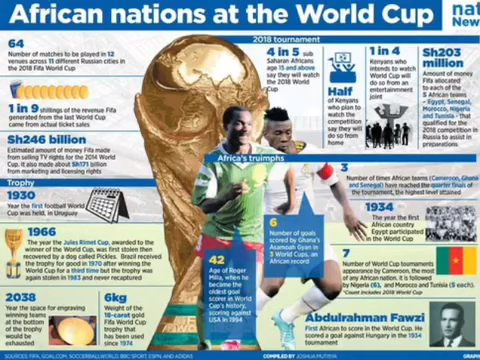 African nations at the World Cup
nat
New
2018 tournament
64
Number of matches to be played in 12
venues across 11 different Russian cities in
the 2018 Fifa World Cup
1 in 9 shillings of the revenue Fifa
generated from the last World Cup
came from actual ticket sales
Sh246 billion
Estimated amount of money Fifa made
from selling TV rights for the 2014 World
Cup. It also made about Sh171 billion
from marketing and licensing rights
4 in 5 sub
Saharan Africans
age 15 and above
say they will watch
the 2018 World
Cup
Half
of Kenyans
who plan to
watch the
competition
say they will
do so from
home
1 in 4
Kenyans who
intends to watch
World Cup will
do so from an
entertainmnent
joint
Sh203
million
Amount of money
Fifa allocated
to each of the
5 African teams
- Egypt, Senegal,
Morocco, Nigeria
and Tunisia - that
qualified for the
2018 competition in
Russia to assist in
preparations
Trophy
1930
Year the first football World
Cup was held, in Uruguay
1966
The year the Jules Rimet Cup, awarded to the
winner of the World Cup, was first stolen then
recovered by a dog called Pickles. Brazil received
the trophy for good in 1970 after winning the
World Cup for a third time but the trophy was
again stolen in 1983 and never recaptured
2038
Year the space for engraving
winning teams at
the bottom of
the trophy
would be
exhausted
6kg
Weight of the
18-carat gold
Fifa World Cup
trophy that
has been used
since 1974
Africa's truimphs
42
Age of Roger
Milla, when he
became the
oldest goal
scorer in World
Cup's history,
scoring against
USA in 1994
6
Number of goals
scored by Ghana's
Asamoah Gyan in
3 World Cups, an
African record
3
Number of times African teams (Cameroon, Ghana
and Senegal) have reached the quarter finals of
the tournament, the highest level attained
1934
The year the first
African country
Egypt participated
in the World Cup
7
Number of World Cup tournaments
appearance by Cameroon, the most
of any African nation. It is followed
by Nigeria (6), and Morocco and Tunisia (5 each).
*Count includes 2018 World Cup
Abdulrahman Fawzi
First African to score in the World Cup. He
scored a goal against Hungary in the 1934
tournament
SOURCES: FIFA, GOAL.COM, SOCCERWORLD, BBC SPORT, ESPN, AND ADIDAS
COMPILED BY JOSHUA MUTISYA
GRAPH